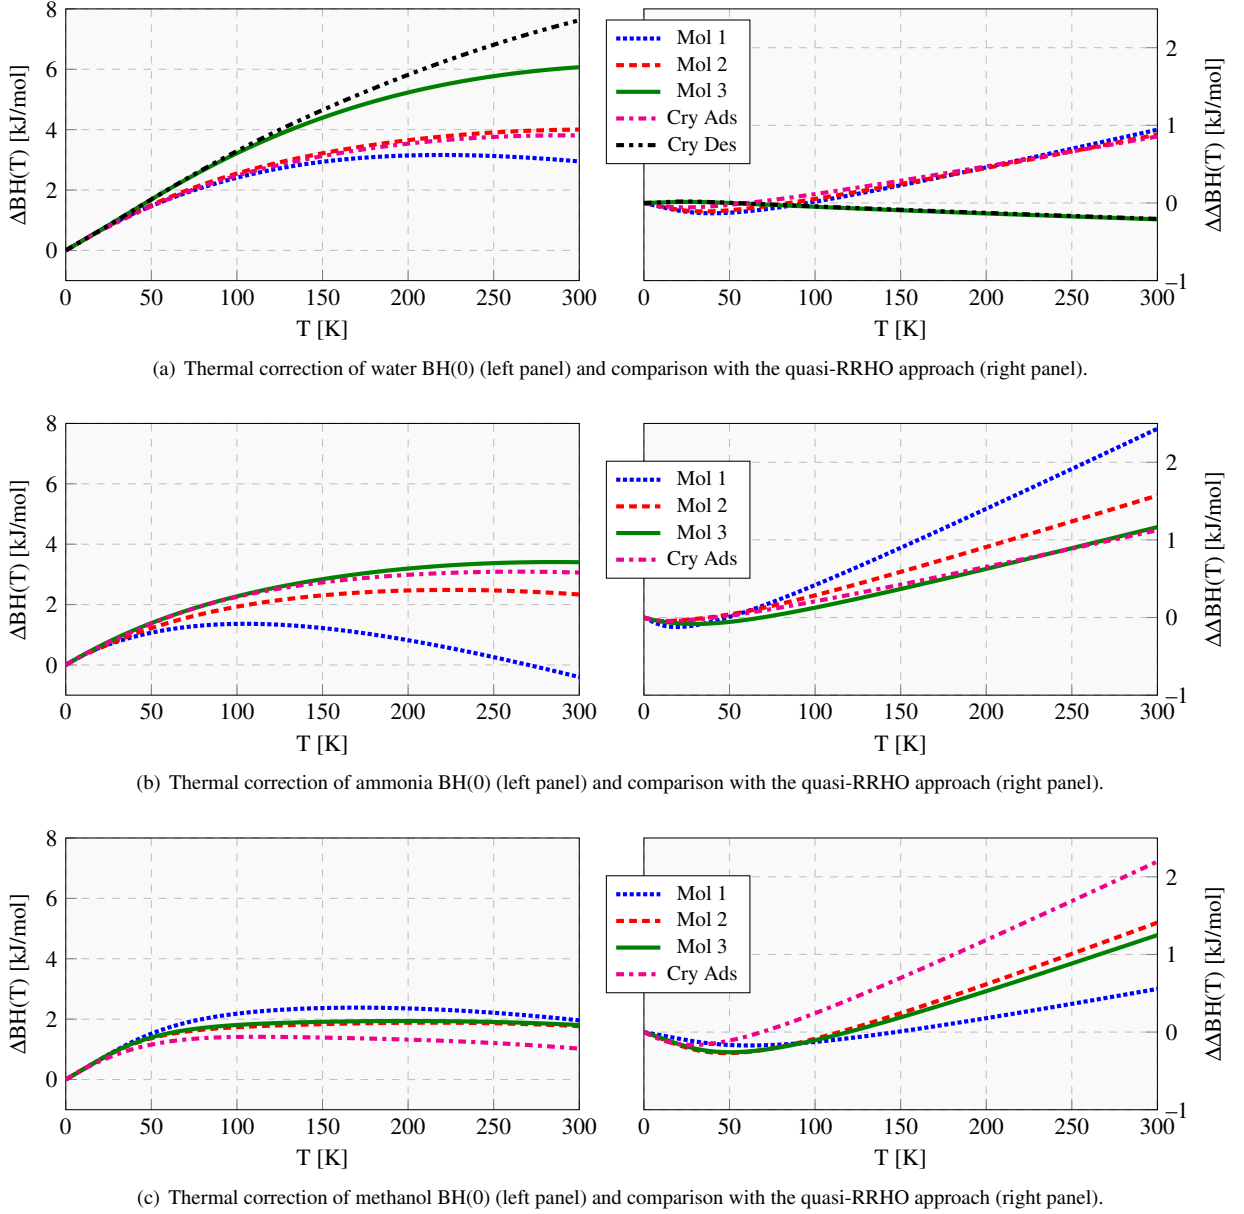 8
6
4
2
0
ΔBH(T) [kJ/mol]
0 50 100 150 200 250 300
T [K]
Mol 1
Mol 2
Mol 3
Cry Ads
Cry Des
2
1
0
−1
ΔΔBH(T) [kJ/mol]
0 50 100 150 200 250 300
T [K]
(a) Thermal correction of water BH(0) (left panel) and comparison with the quasi-RRHO approach (right panel).
8
6
4
2
0
ΔBH(T) [kJ/mol]
0 50 100 150 200 250 300
T [K]
Mol 1
Mol 2
Mol 3
Cry Ads
2
1
0
−1
ΔΔBH(T) [kJ/mol]
0 50 100 150 200 250 300
T [K]
(b) Thermal correction of ammonia BH(0) (left panel) and comparison with the quasi-RRHO approach (right panel).
8
6
4
2
0
ΔBH(T) [kJ/mol]
0 50 100 150 200 250 300
T [K]
Mol 1
Mol 2
Mol 3
Cry Ads
2
1
0
−1
ΔΔBH(T) [kJ/mol]
0 50 100 150 200 250 300
T [K]
(c) Thermal correction of methanol BH(0) (left panel) and comparison with the quasi-RRHO approach (right panel).